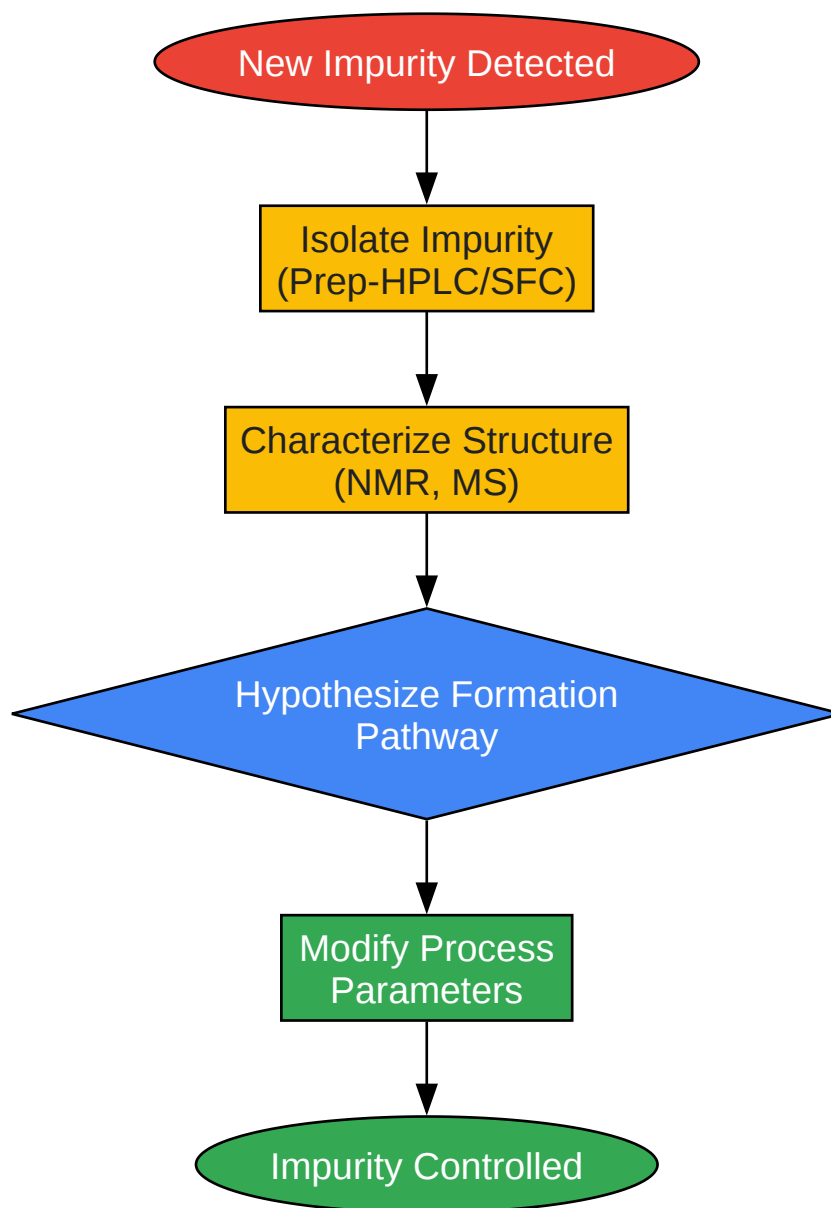 New Impurity Detected
Isolate Impurity
(Prep-HPLC/SFC)
Characterize Structure
(NMR, MS)
Hypothesize Formation
Pathway
Modify Process
Parameters
Impurity Controlled